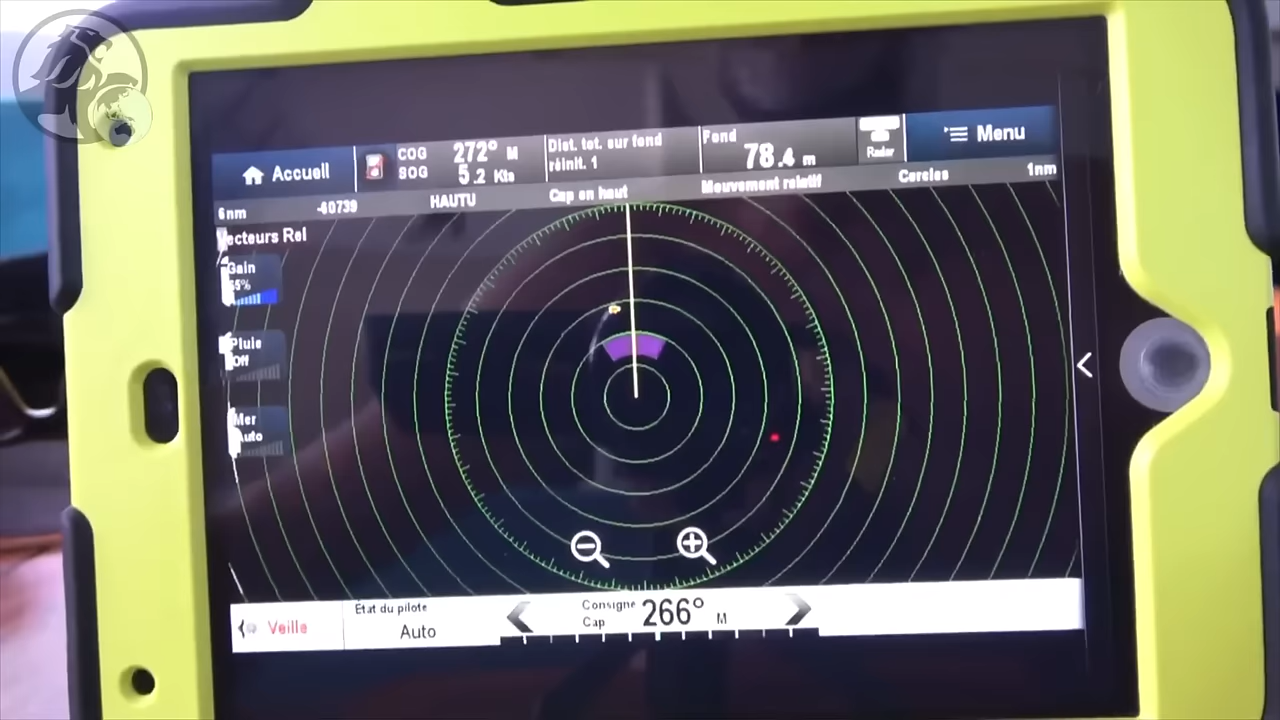 Accueil
COG 272° M
SOG 5.2 Kts
Dist. tot. sur fond
réinit. 1
Fond
78.4 m
Radar
Menu
6nm -60739 HAUTU Cap en haut Mouvement relatif Cercles 1nm
Vecteurs Rel
Gain
65%
Pluie
Off
Mer
Auto
Veille
État du pilote
Auto
Consigne
Cap
266° M